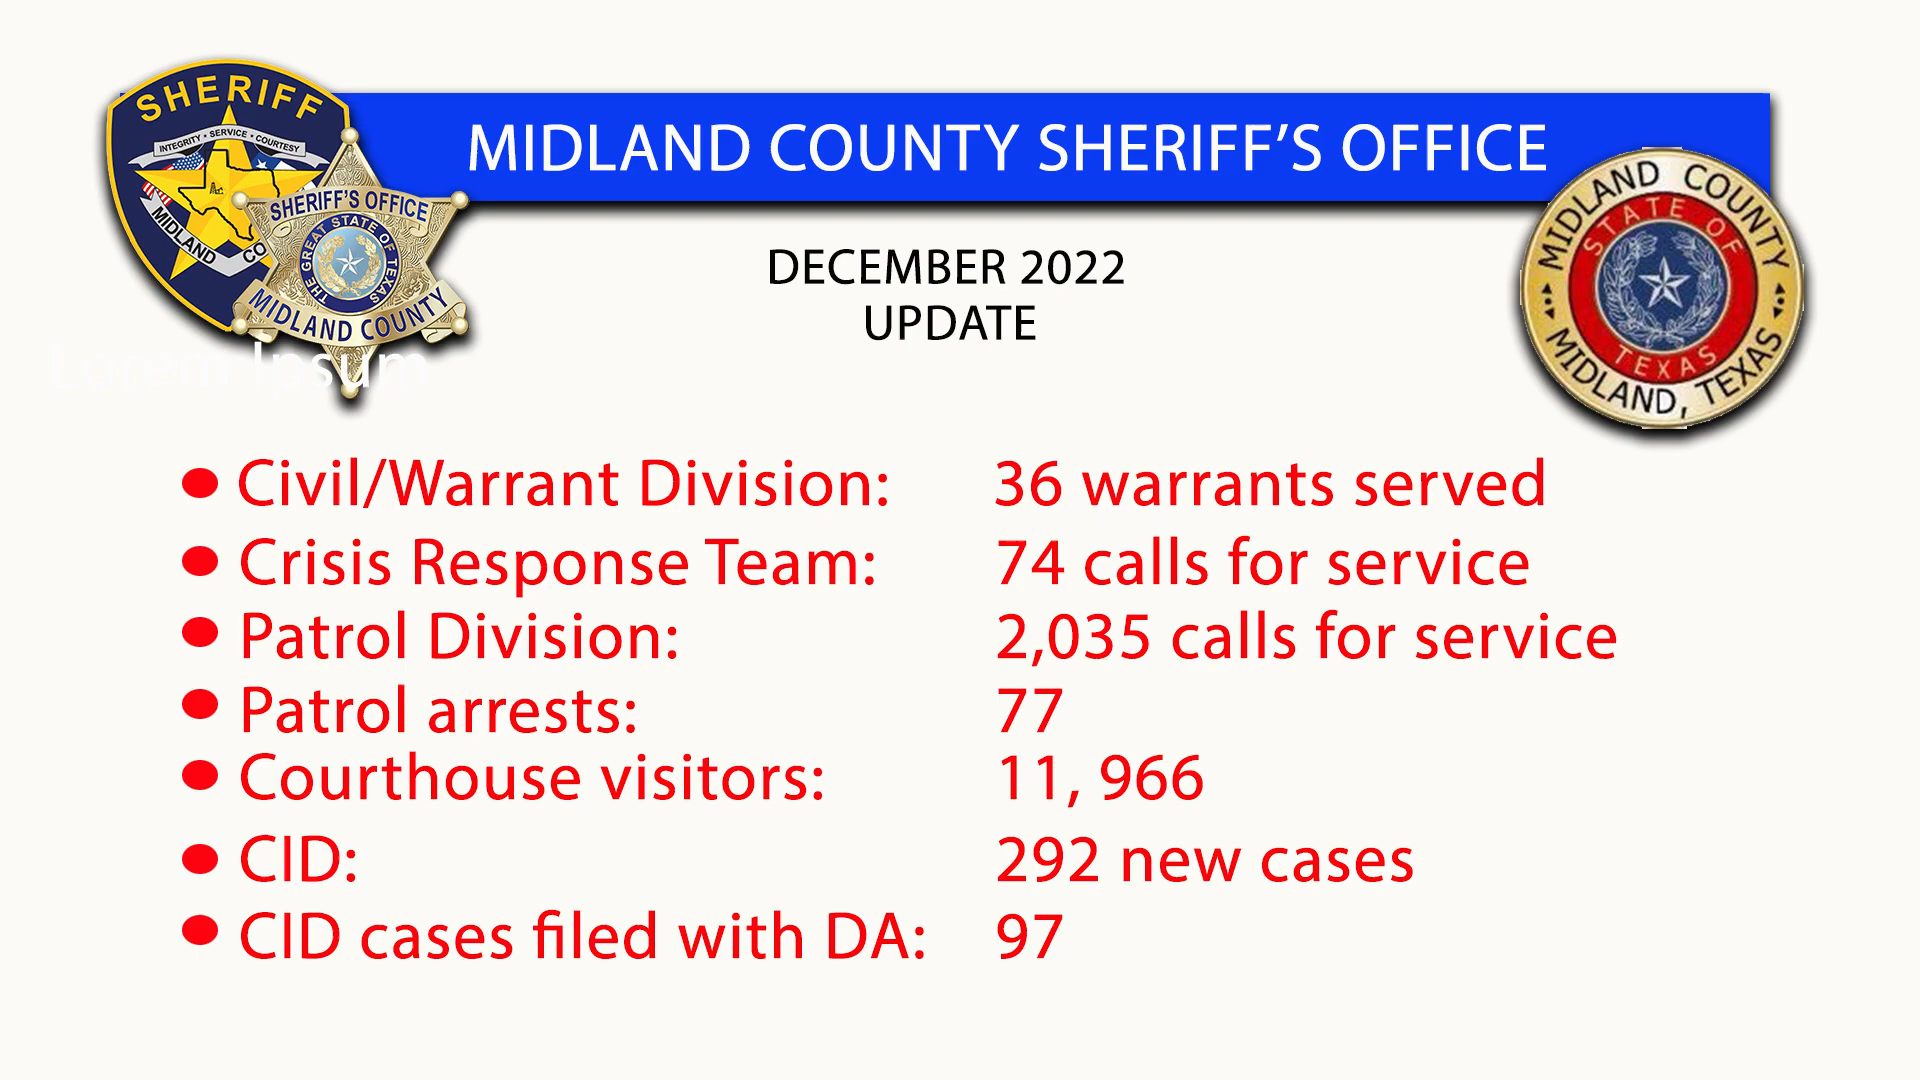 SHERIFF
INTEGRITY • SERVICE • COURTESY
MIDLAND CO
SHERIFF'S OFFICE
THE GREAT STATE OF TEXAS
MIDLAND COUNTY
MIDLAND COUNTY SHERIFF’S OFFICE
MIDLAND COUNTY
STATE OF
TEXAS
MIDLAND, TEXAS
DECEMBER 2022
UPDATE
Lorem Ipsum
● Civil/Warrant Division: 36 warrants served
● Crisis Response Team: 74 calls for service
● Patrol Division: 2,035 calls for service
● Patrol arrests: 77
● Courthouse visitors: 11, 966
● CID: 292 new cases
● CID cases filed with DA: 97